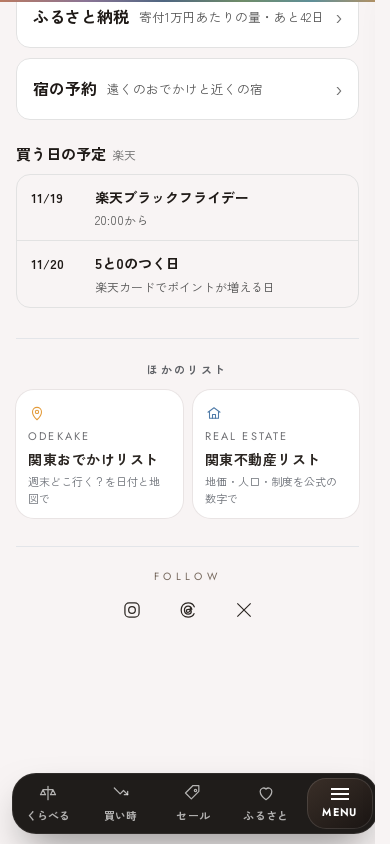 ふるさと納税 寄付1万円あたりの量・あと42日 ›
宿の予約 遠くのおでかけと近くの宿 ›
買う日の予定 楽天
11/19 楽天ブラックフライデー
20:00から
11/20 5と0のつく日
楽天カードでポイントが増える日
ほかのリスト
ODEKAKE
関東おでかけリスト
週末どこ行く？を日付と地
図で
REAL ESTATE
関東不動産リスト
地価・人口・制度を公式の
数字で
FOLLOW
くらべる 買い時 セール ふるさと MENU